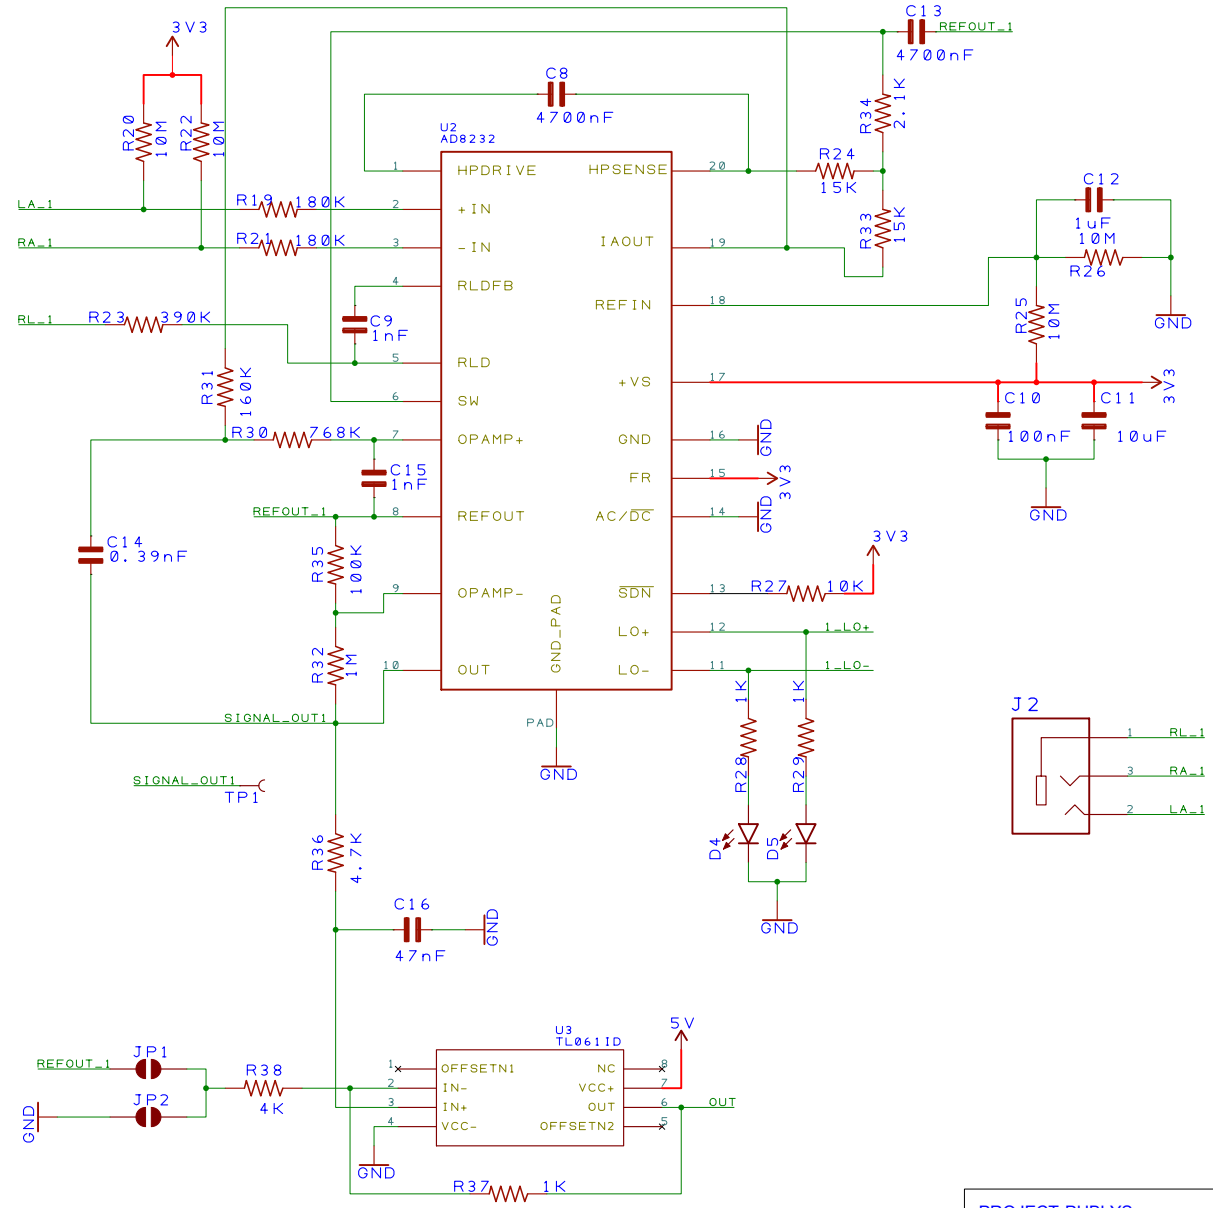 C13
REFOUT_1
4700nF
3V3
C8
4700nF
R34
2.1K
R20
10M
R22
10M
U2
AD8232
1
HPDRIVE
HPSENSE
20
R24
15K
C12
1uF
LA_1
R19
180K
2
+IN
R33
15K
RA_1
R21
180K
3
-IN
IAOUT
19
10M
R26
4
RLDFB
REFIN
18
RL_1
R23
390K
C9
1nF
R25
10M
GND
5
RLD
R31
160K
+VS
17
3V3
6
SW
C10
100nF
C11
10uF
R30
768K
7
OPAMP+
GND
16
GND
C15
1nF
FR
15
3V3
REFOUT_1
8
REFOUT
AC/DC
14
GND
GND
C14
0.39nF
R35
100K
3V3
9
OPAMP-
SDN
13
R27
10K
GND_PAD
LO+
12
1_LO+
R32
1M
10
OUT
LO-
11
1_LO-
SIGNAL_OUT1
PAD
1K
1K
J2
1
RL_1
GND
R28
R29
3
RA_1
SIGNAL_OUT1
TP1
2
LA_1
R36
4.7K
D4
D5
C16
47nF
GND
GND
5V
U3
TL061ID
REFOUT_1
JP1
R38
4K
1
OFFSETN1
NC
8
2
IN-
VCC+
7
JP2
3
IN+
OUT
6
OUT
GND
4
VCC-
OFFSETN2
5
GND
R37
1K